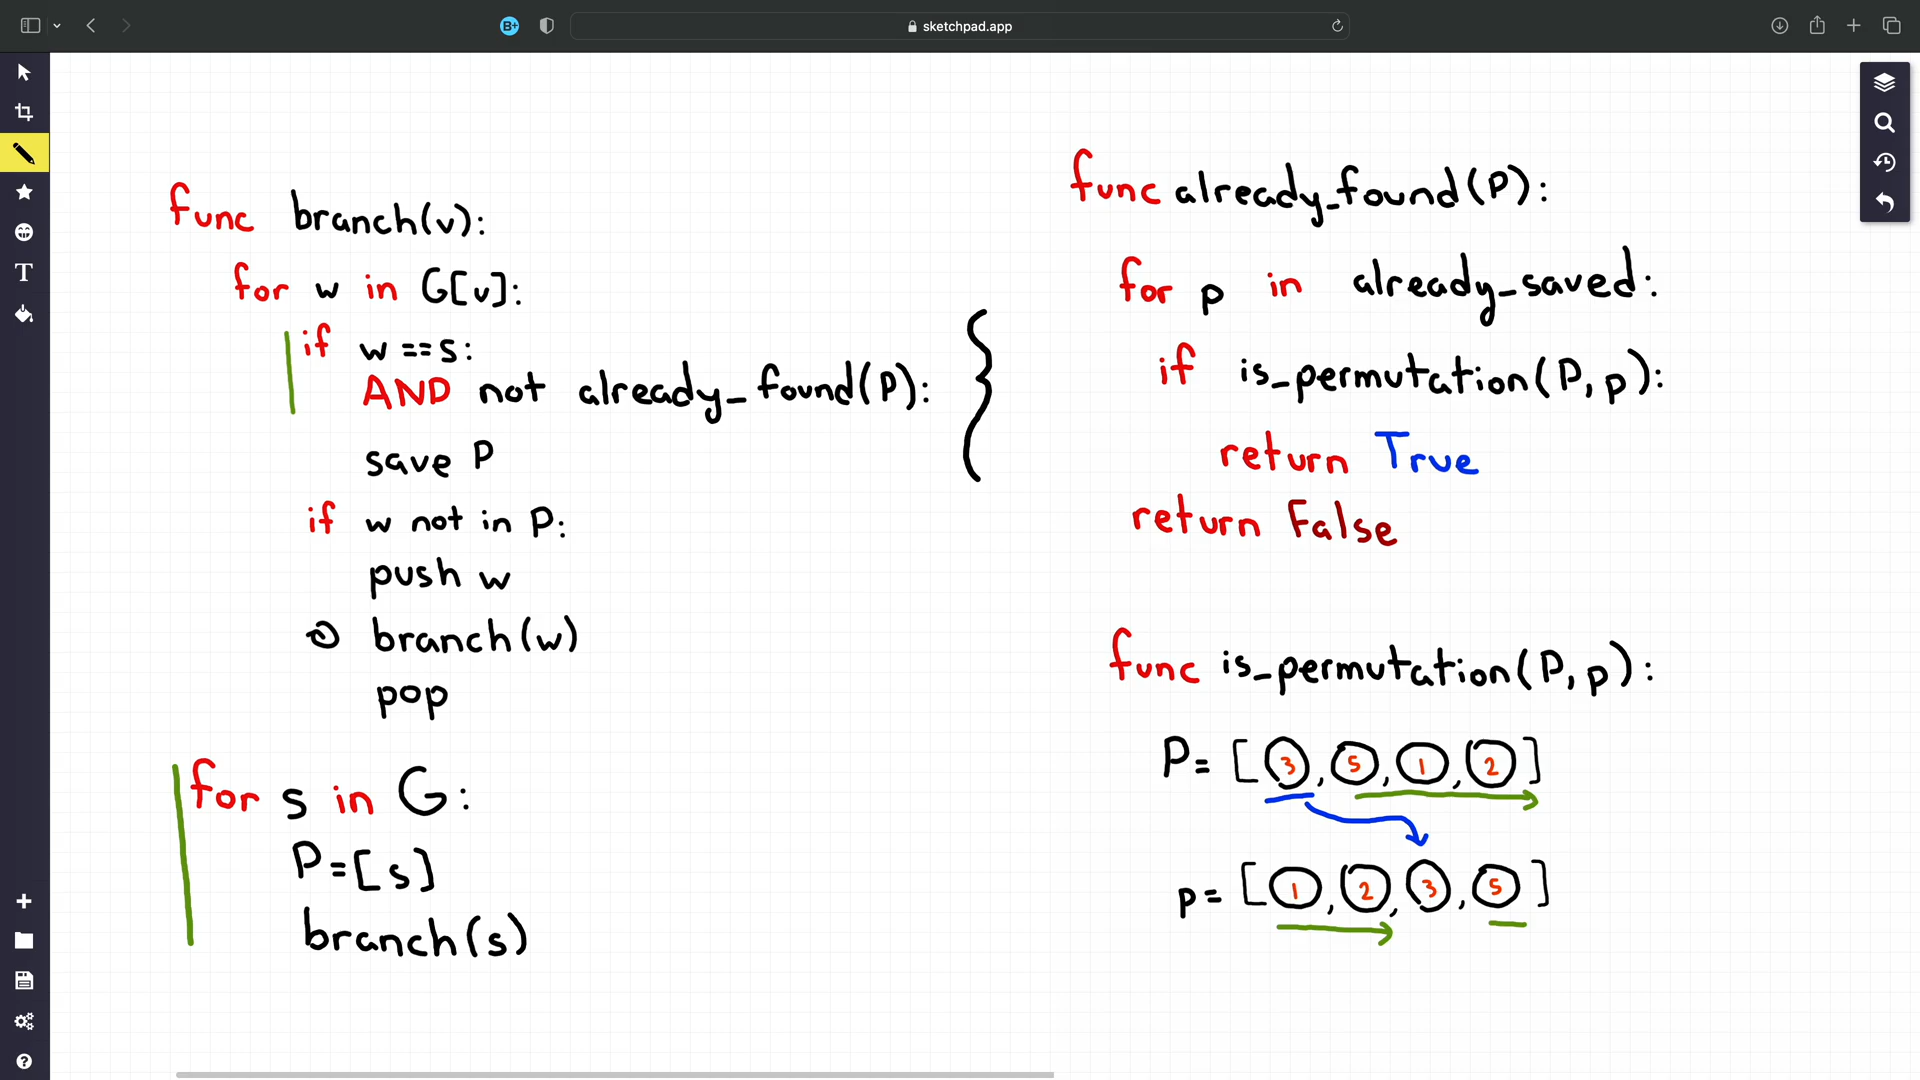 B+
sketchpad.app
func branch(v):
for w in G[v]:
if w == s:
AND not already_found(P):
save P
if w not in P:
push w
branch(w)
pop
for s in G:
P=[s]
branch(s)
func already_found(P):
for p in already_saved:
if is_permutation(P, p):
return True
return False
func is_permutation(P, p):
P = [3, 5, 1, 2]
p = [1, 2, 3, 5]
T
?